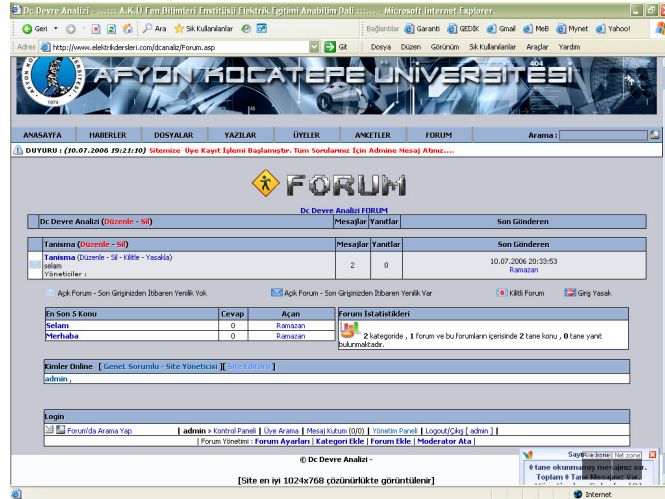 Dc Devre Analizi - ...::: A.K.Ü Fen Bilimleri Enstitüsü Elektrik Eğitimi Anabilim Dalı :::... - Microsoft Internet Explorer
Geri Ara Sık Kullanılanlar Bağlantılar Garanti GEDİK Gmail MeB Mynet Yahoo!
Adres http://www.elektrikdersleri.com/dcanaliz/Forum.asp Git Dosya Düzen Görünüm Sık Kullanılanlar Araçlar Yardım
AFYON KOCATEPE ÜNİVERSİTESİ
1974
ANASAYFA HABERLER DOSYALAR YAZILAR ÜYELER ANKETLER FORUM Arama :
DUYURU : (10.07.2006 19:21:10) Sitemize Üye Kayıt İşlemi Başlamıştır. Tüm Sorularınız İçin Admine Mesaj Atınız....
FORUM
Dc Devre Analizi FORUM
Dc Devre Analizi (Düzenle - Sil) Mesajlar Yanıtlar Son Gönderen
Tanisma (Düzenle - Sil) Mesajlar Yanıtlar Son Gönderen
Tanisma (Düzenle - Sil - Kilitle - Yasakla)
selam
Yöneticiler :
2 0
10.07.2006 20:33:53
Ramazan
Açık Forum - Son Girişinizden İtibaren Yenilik Yok Açık Forum - Son Girişinizden İtibaren Yenilik Var Kilitli Forum Giriş Yasak
En Son 5 Konu Cevap Açan Forum İstatistikleri
Selam 0 Ramazan
Merhaba 0 Ramazan
2 kategoride , 1 forum ve bu forumların içerisinde 2 tane konu , 0 tane yanıt
bulunmaktadır.
Kimler Online [ Genel Sorumlu - Site Yöneticisi ][ Site Editörü ]
admin ,
Login
Forum'da Arama Yap | admin > Kontrol Paneli | Üye Arama | Mesaj Kutum (0/0) | Yönetim Paneli | Logout/Çıkış [ admin ] |
| Forum Yönetimi : Forum Ayarları | Kategori Ekle | Forum Ekle | Moderator Ata |
© Dc Devre Analizi -
[Site en iyi 1024x768 çözünürlükte görüntülenir]
0 tane okunmamış mesajınız var.
Toplam 0 Tane Mesajınız Var.
Internet